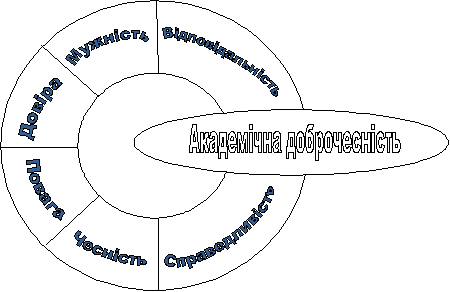 Довіра
Мужність
Відповідальність
Академічна доброчесність
Повага
Чесність
Справедливість